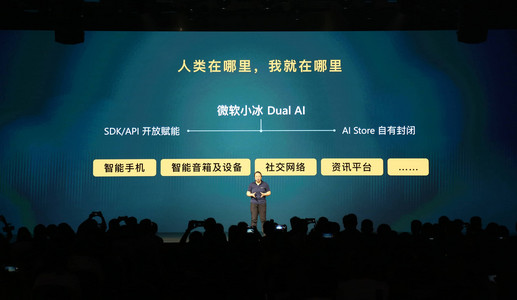 人类在哪里，我就在哪里
微软小冰 Dual AI
SDK/API 开放赋能
AI Store 自有封闭
智能手机
智能音箱及设备
社交网络
资讯平台
……